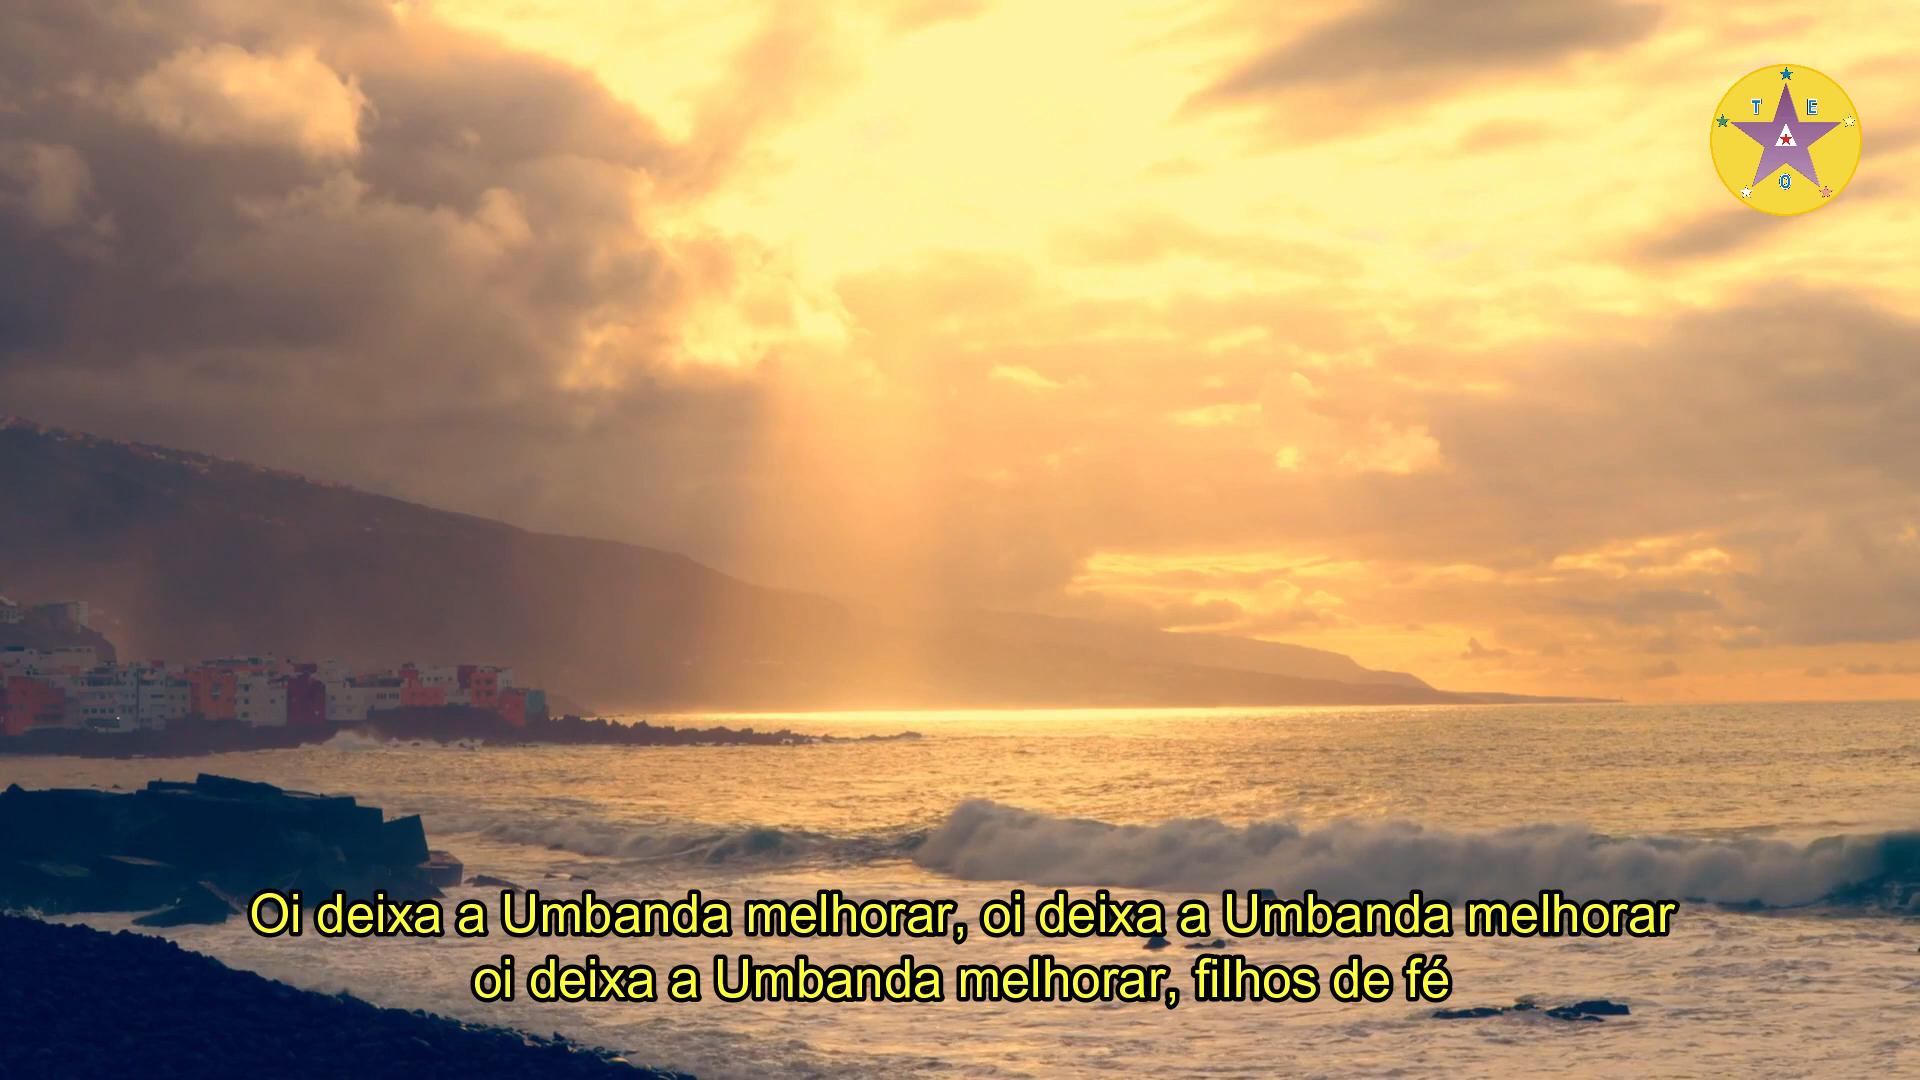 T E
O
Oi deixa a Umbanda melhorar, oi deixa a Umbanda melhorar
oi deixa a Umbanda melhorar, filhos de fé